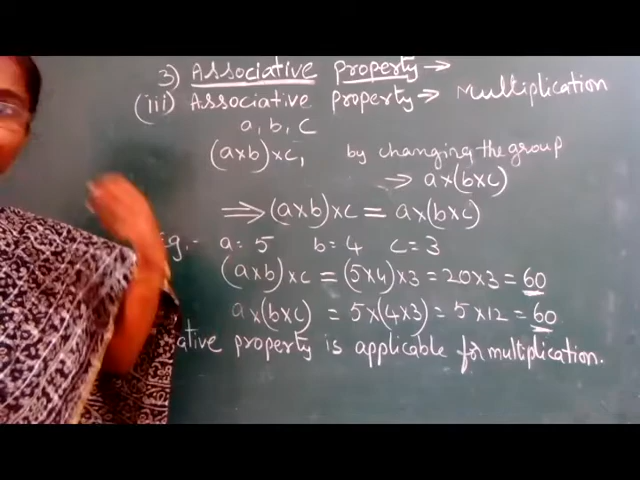 3) Associative property →
(iii) Associative property → Multiplication
a, b, c
(a×b)×c, by changing the group
→ a×(b×c)
⟹ (a×b)×c = a×(b×c)
Eg.- a = 5 b = 4 c = 3
(a×b)×c = (5×4)×3 = 20×3 = 60
a×(b×c) = 5×(4×3) = 5×12 = 60
ative property is applicable for multiplication.